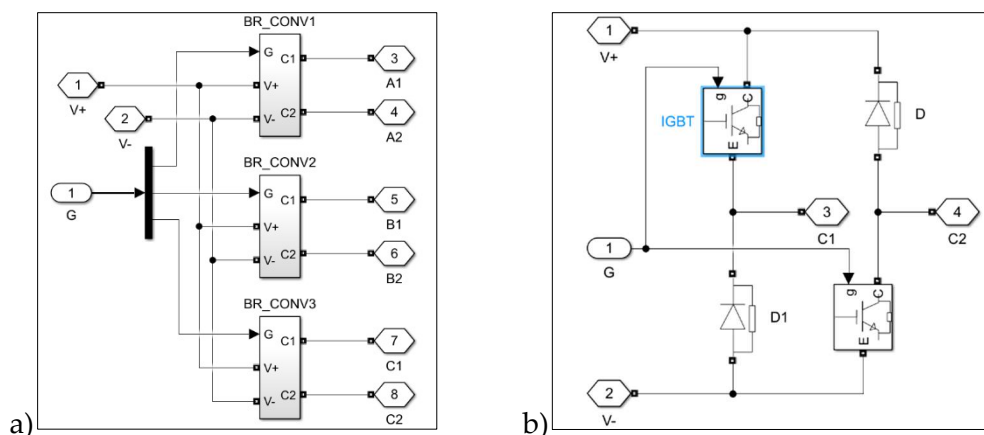 BR_CONV1
G
C1
3
A1
1
V+
V+
2
V-
V-
C2
4
A2
BR_CONV2
1
G
G
C1
5
B1
V+
V-
C2
6
B2
BR_CONV3
G
C1
7
C1
V+
V-
C2
8
C2
a)
1
V+
g
C
IGBT
E
D
3
C1
4
C2
1
G
g
C
D1
E
2
V-
b)